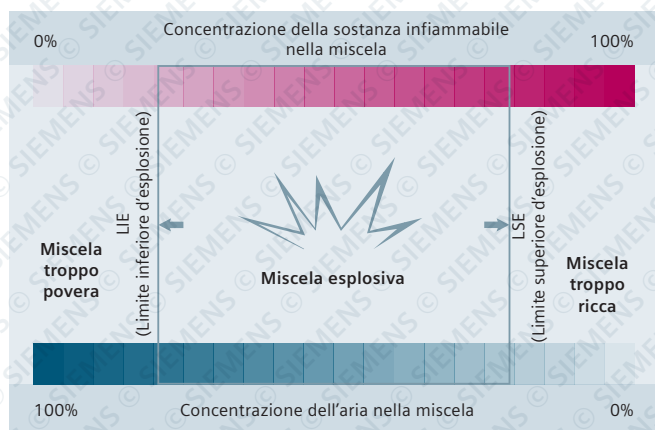 Concentrazione della sostanza infiammabile
nella miscela
0%
100%
LIE
(Limite inferiore d'esplosione)
LSE
(Limite superiore d'esplosione)
Miscela
troppo
povera
Miscela esplosiva
Miscela
troppo
ricca
100%
Concentrazione dell'aria nella miscela
0%
© SIEMENS